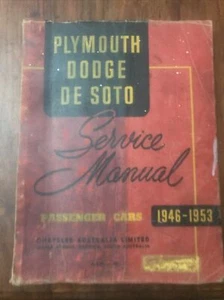 PLYMOUTH
DODGE
DE SOTO
Service
Manual
PASSENGER CARS 1946-1953
CHRYSLER AUSTRALIA LIMITED